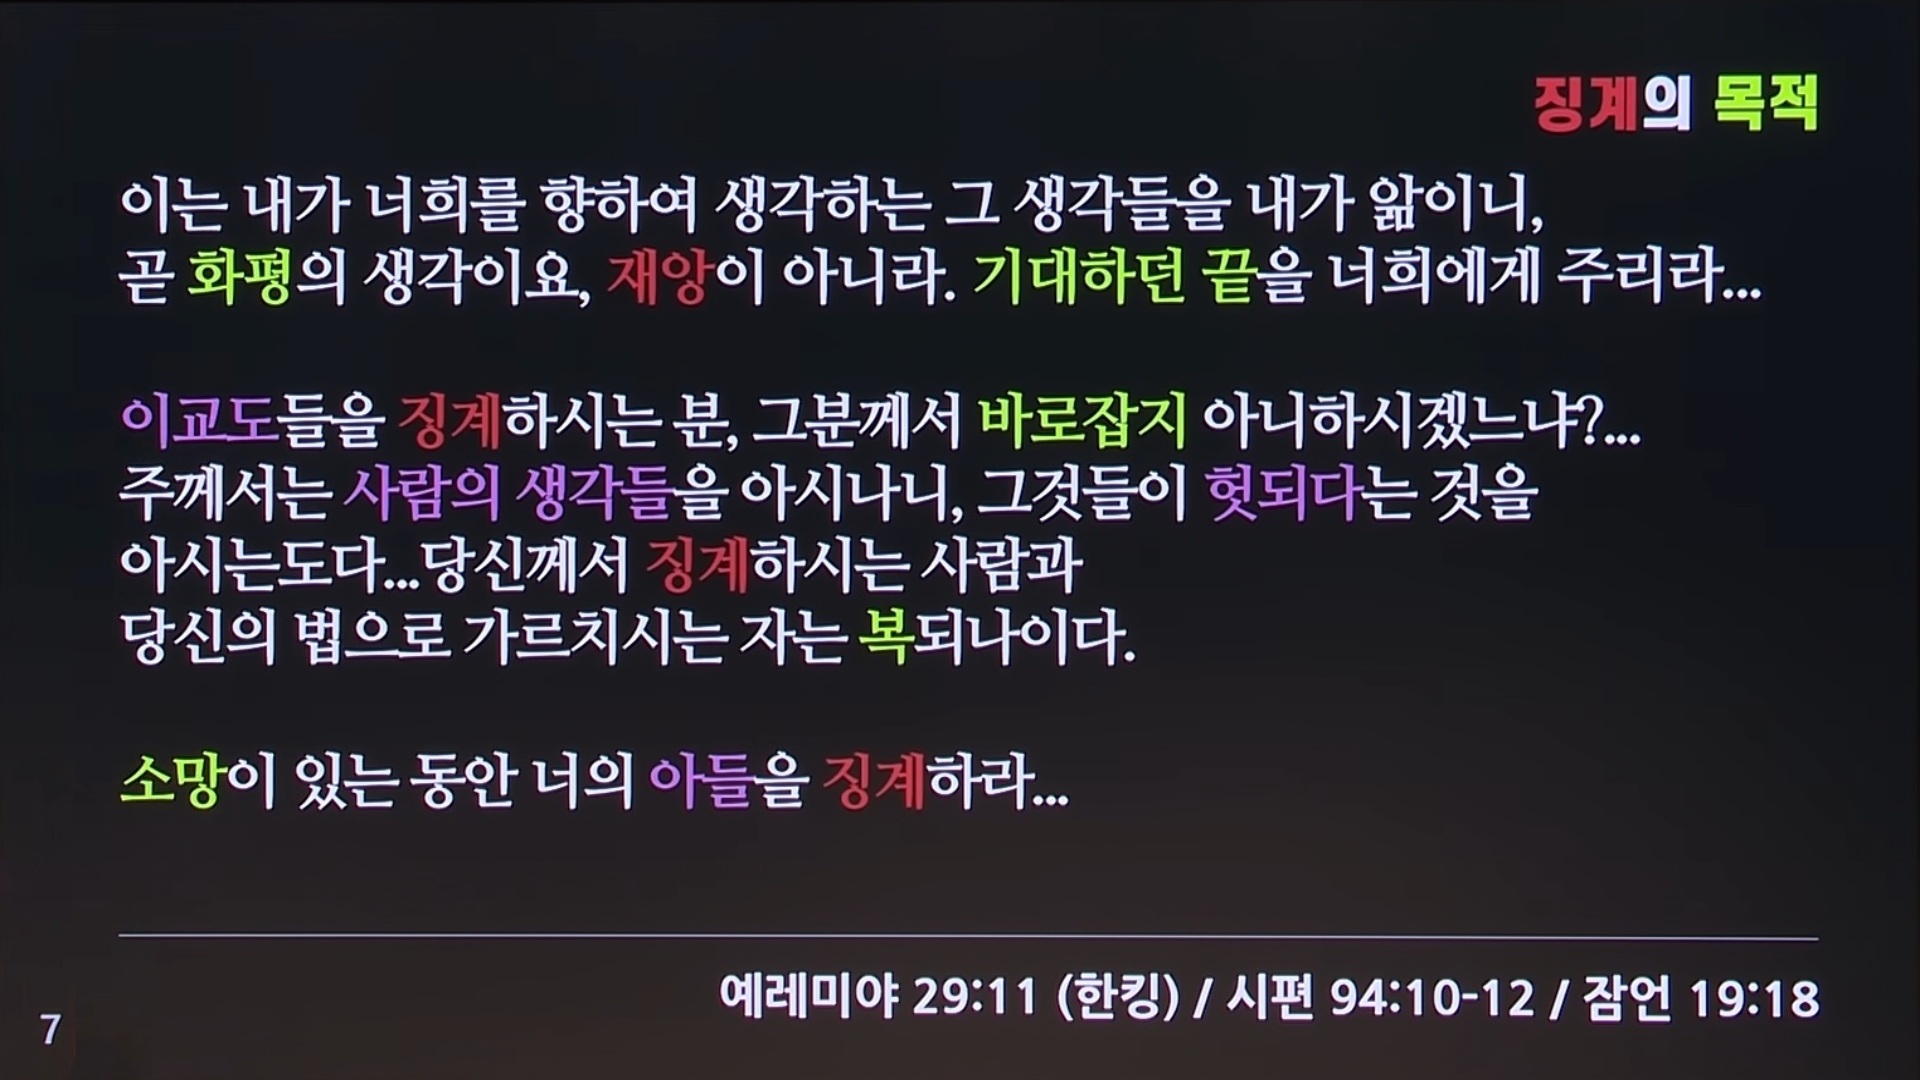 징계의 목적
이는 내가 너희를 향하여 생각하는 그 생각들을 내가 앎이니,
곧 화평의 생각이요, 재앙이 아니라. 기대하던 끝을 너희에게 주리라...
이교도들을 징계하시는 분, 그분께서 바로잡지 아니하시겠느냐?...
주께서는 사람의 생각들을 아시나니, 그것들이 헛되다는 것을
아시는도다...당신께서 징계하시는 사람과
당신의 법으로 가르치시는 자는 복되나이다.
소망이 있는 동안 너의 아들을 징계하라...
예레미야 29:11 (한킹) / 시편 94:10-12 / 잠언 19:18
7